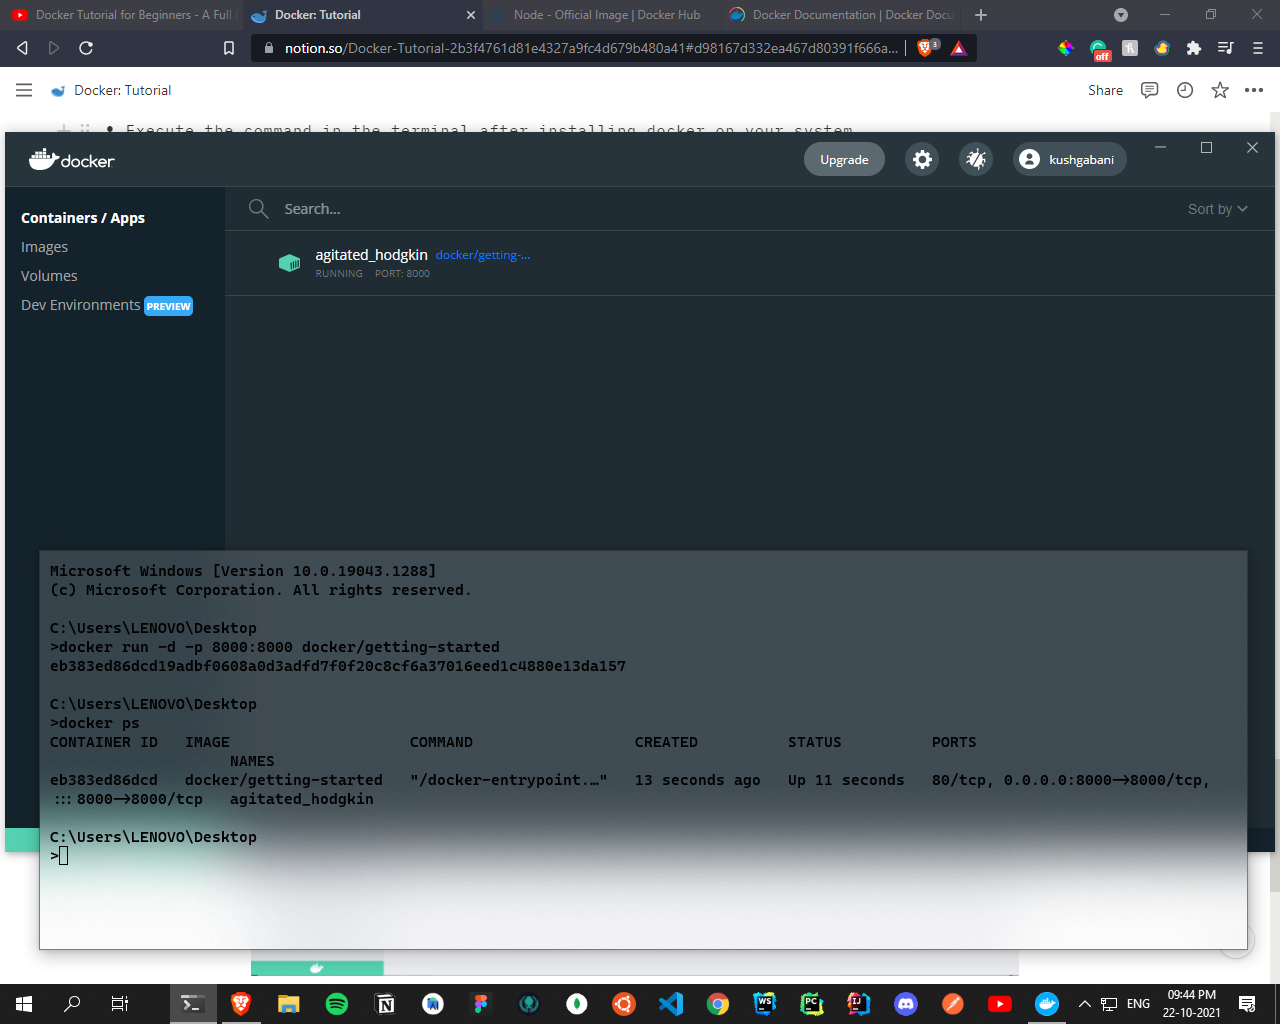 Docker Tutorial for Beginners - A Full
Docker: Tutorial
Node - Official Image | Docker Hub
Docker Documentation | Docker Docu
notion.so/Docker-Tutorial-2b3f4761d81e4327a9fc4d679b480a41#d98167d332ea467d80391f666a...
3
off
Docker: Tutorial
Share
Execute the command in the terminal after installing docker on your system
docker
Upgrade
kushgabani
Containers / Apps
Images
Volumes
Dev Environments PREVIEW
Search...
Sort by
agitated_hodgkin docker/getting-...
RUNNING PORT: 8000
Microsoft Windows [Version 10.0.19043.1288]
(c) Microsoft Corporation. All rights reserved.
C:\Users\LENOVO\Desktop
>docker run -d -p 8000:8000 docker/getting-started
eb383ed86dcd19adbf0608a0d3adfd7f0f20c8cf6a37016eed1c4880e13da157
C:\Users\LENOVO\Desktop
>docker ps
CONTAINER ID IMAGE COMMAND CREATED STATUS PORTS
NAMES
eb383ed86dcd docker/getting-started "/docker-entrypoint.…" 13 seconds ago Up 11 seconds 80/tcp, 0.0.0.0:8000->8000/tcp,
:::8000->8000/tcp agitated_hodgkin
C:\Users\LENOVO\Desktop
>
WS
PC
IJ
ENG
09:44 PM
22-10-2021